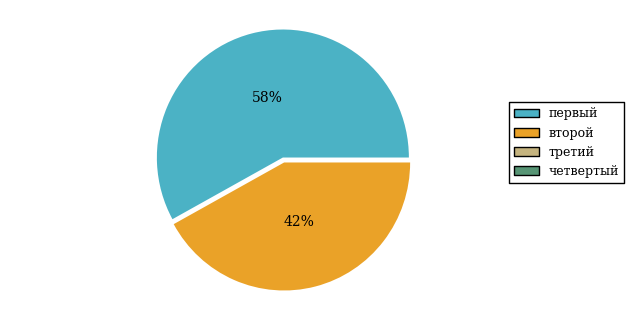 58%
42%
первый
второй
третий
четвертый